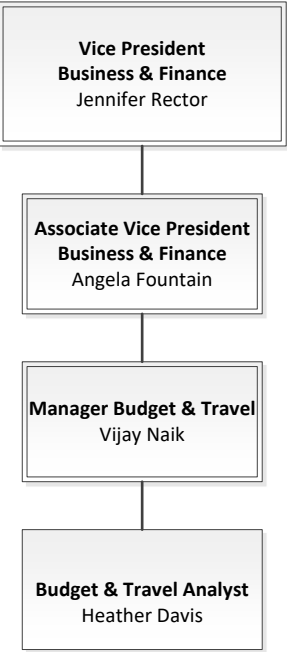 Vice President
Business & Finance
Jennifer Rector
Associate Vice President
Business & Finance
Angela Fountain
Manager Budget & Travel
Vijay Naik
Budget & Travel Analyst
Heather Davis